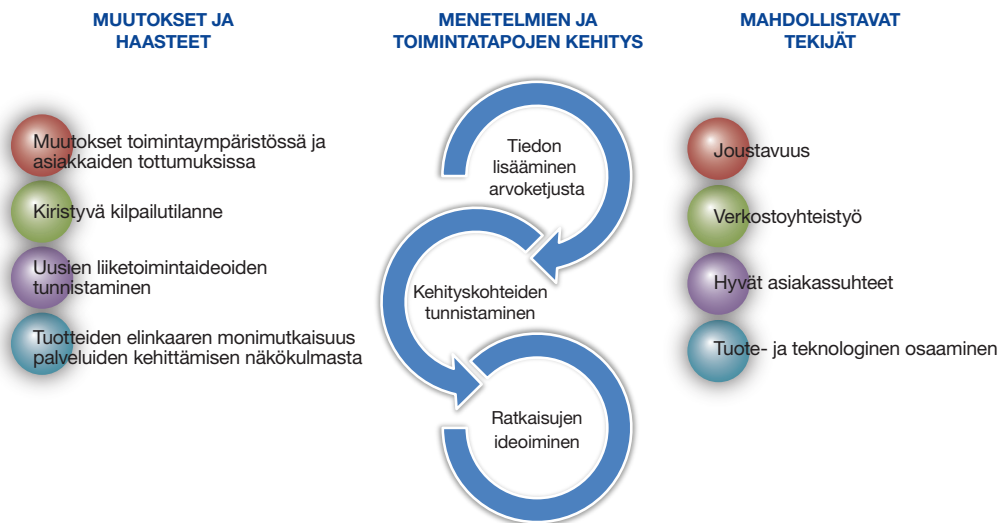 MUUTOKSET JA
HAASTEET
Muutokset toimintaympäristössä ja
asiakkaiden tottumuksissa
Kiristyvä kilpailutilanne
Uusien liiketoimintaideoiden
tunnistaminen
Tuotteiden elinkaaren monimutkaisuus
palveluiden kehittämisen näkökulmasta
MENETELMIEN JA
TOIMINTATAPOJEN KEHITYS
Tiedon
lisääminen
arvoketjusta
Kehityskohteiden
tunnistaminen
Ratkaisujen
ideoiminen
MAHDOLLISTAVAT
TEKIJÄT
Joustavuus
Verkostoyhteistyö
Hyvät asiakassuhteet
Tuote- ja teknologinen osaaminen